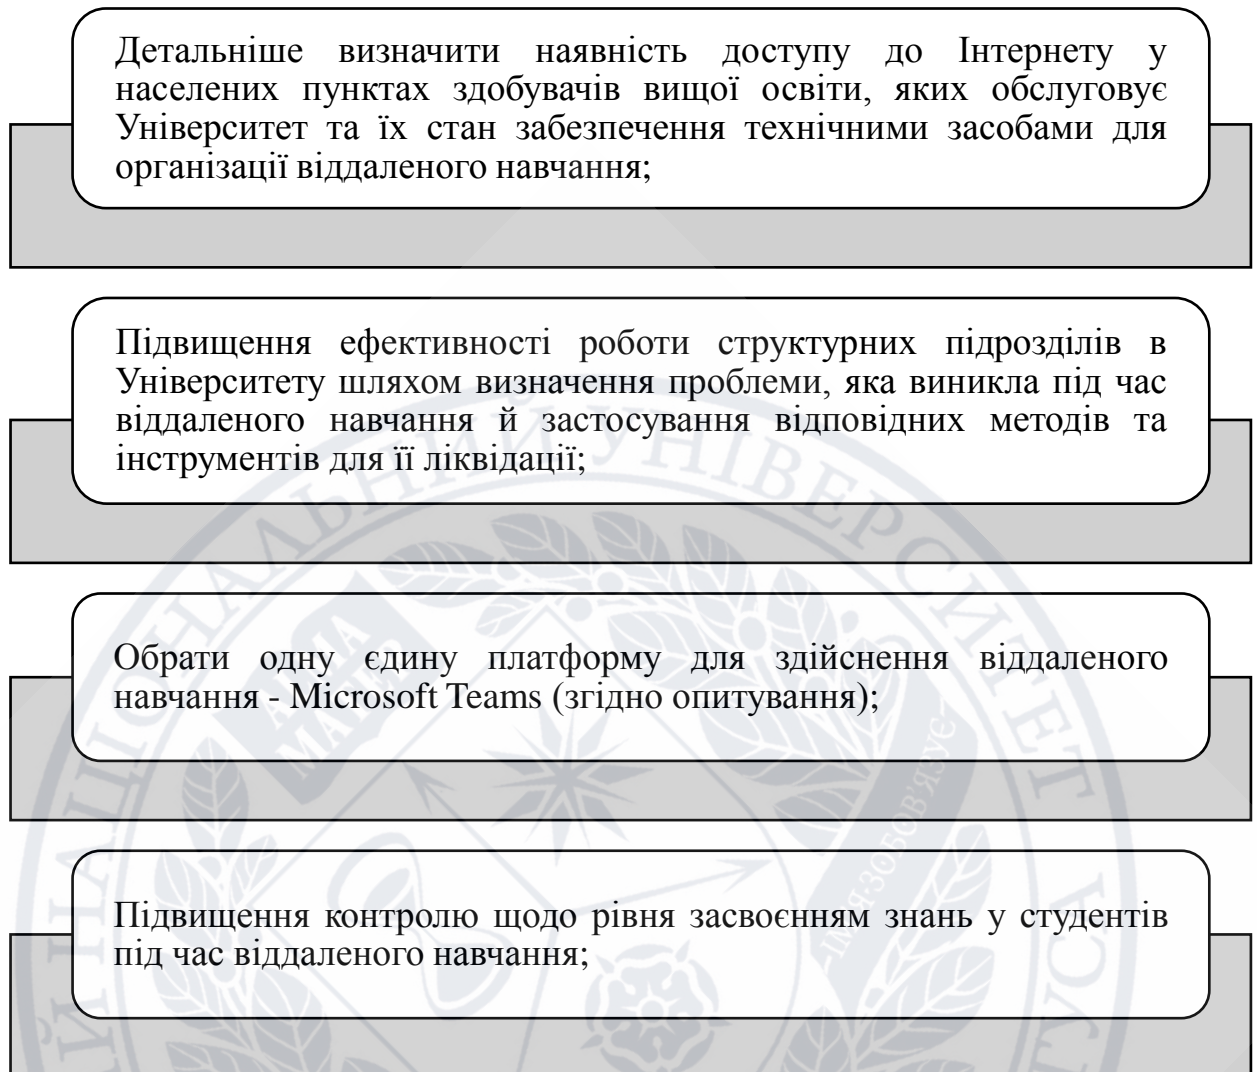 Детальніше визначити наявність доступу до Інтернету у
населених пунктах здобувачів вищої освіти, яких обслуговує
Університет та їх стан забезпечення технічними засобами для
організації віддаленого навчання;
Підвищення ефективності роботи структурних підрозділів в
Університету шляхом визначення проблеми, яка виникла під час
віддаленого навчання й застосування відповідних методів та
інструментів для її ліквідації;
Обрати одну єдину платформу для здійснення віддаленого
навчання - Microsoft Teams (згідно опитування);
Підвищення контролю щодо рівня засвоєнням знань у студентів
під час віддаленого навчання;